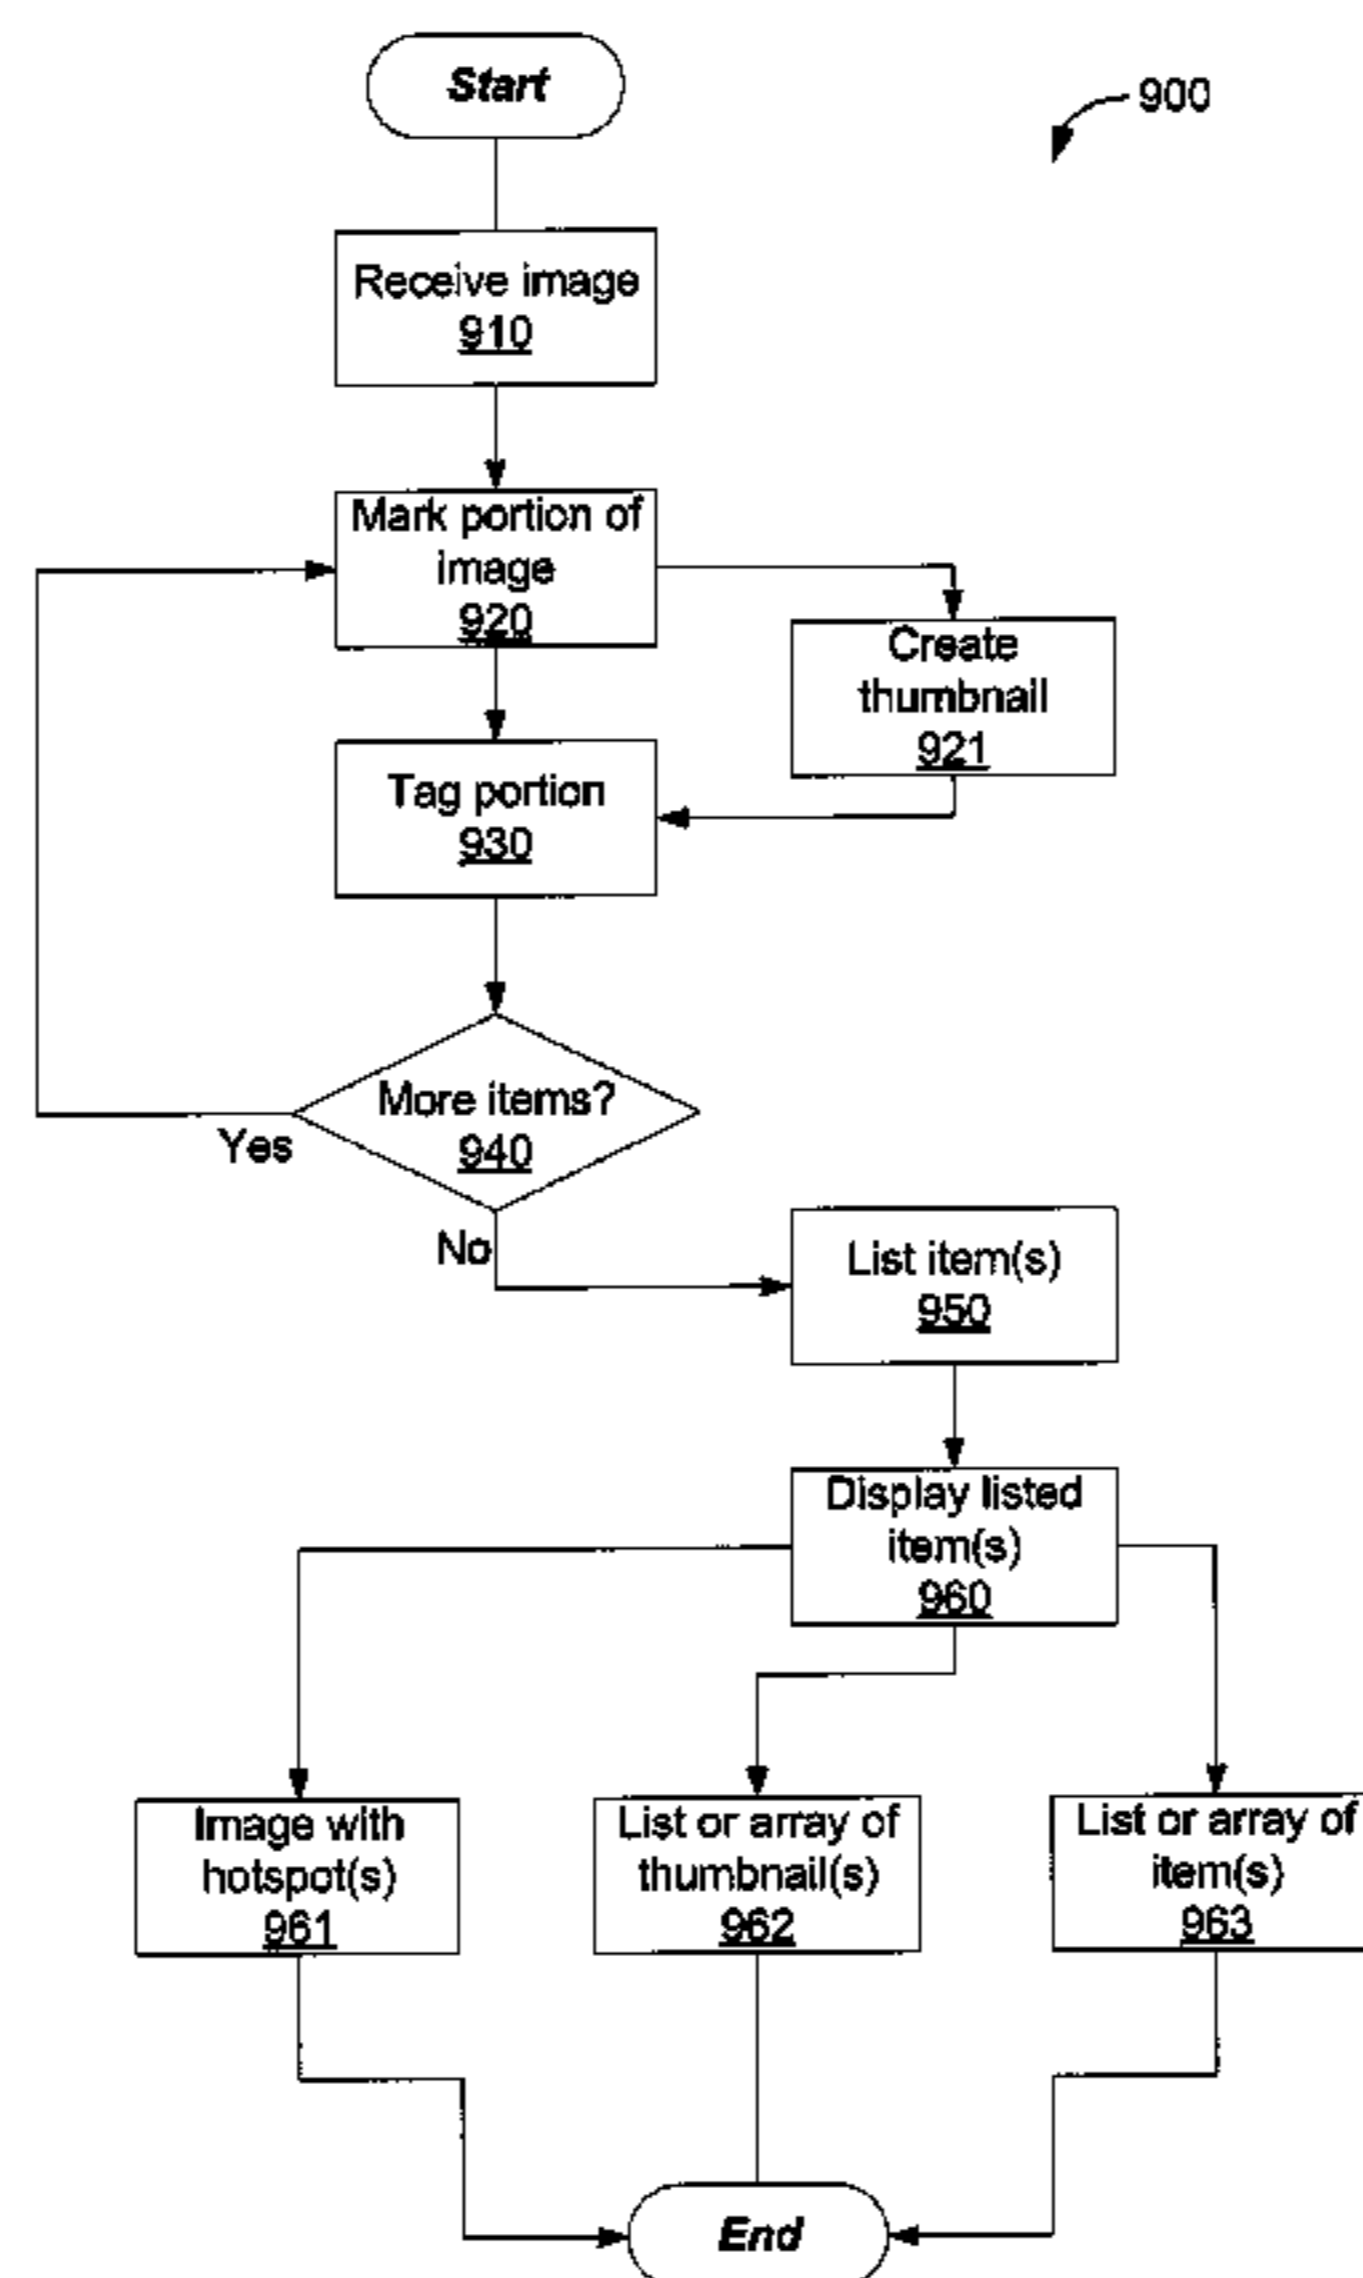 Start
900
Receive image
910
Mark portion of
image
920
Create
thumbnail
921
Tag portion
930
More items?
940
Yes
No
List item(s)
950
Display listed
item(s)
960
Image with
hotspot(s)
961
List or array of
thumbnail(s)
962
List or array of
item(s)
963
End